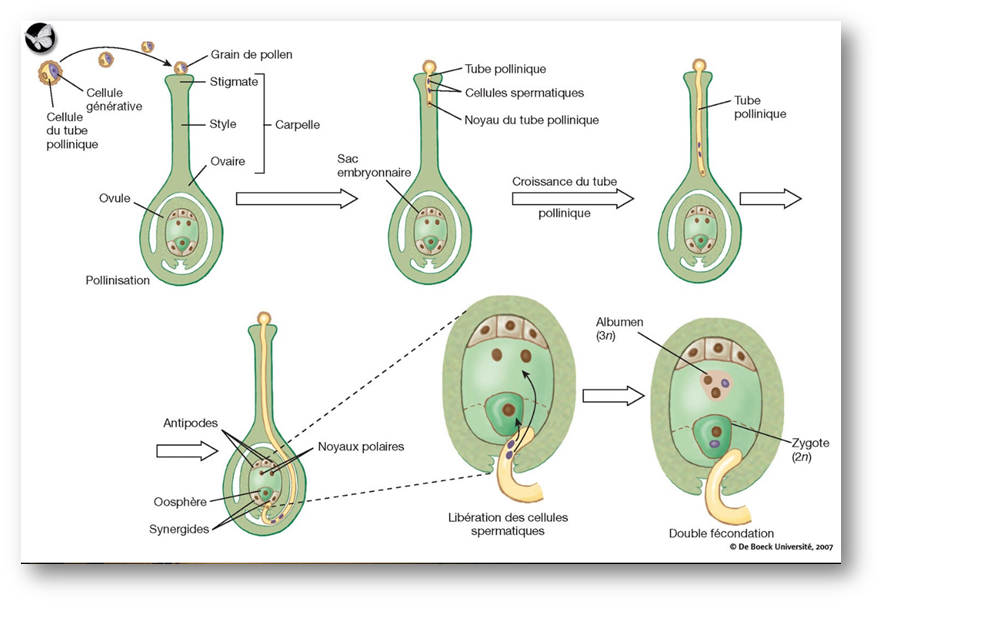 Grain de pollen
Stigmate
Cellule
générative
Cellule
du tube
pollinique
Style
Carpelle
Ovaire
Ovule
Pollinisation
Tube pollinique
Cellules spermatiques
Noyau du tube pollinique
Sac
embryonnaire
Croissance du tube
pollinique
Tube
pollinique
Antipodes
Noyaux polaires
Oosphère
Synergides
Libération des cellules
spermatiques
Albumen
(3n)
Zygote
(2n)
Double fécondation
© De Boeck Université, 2007